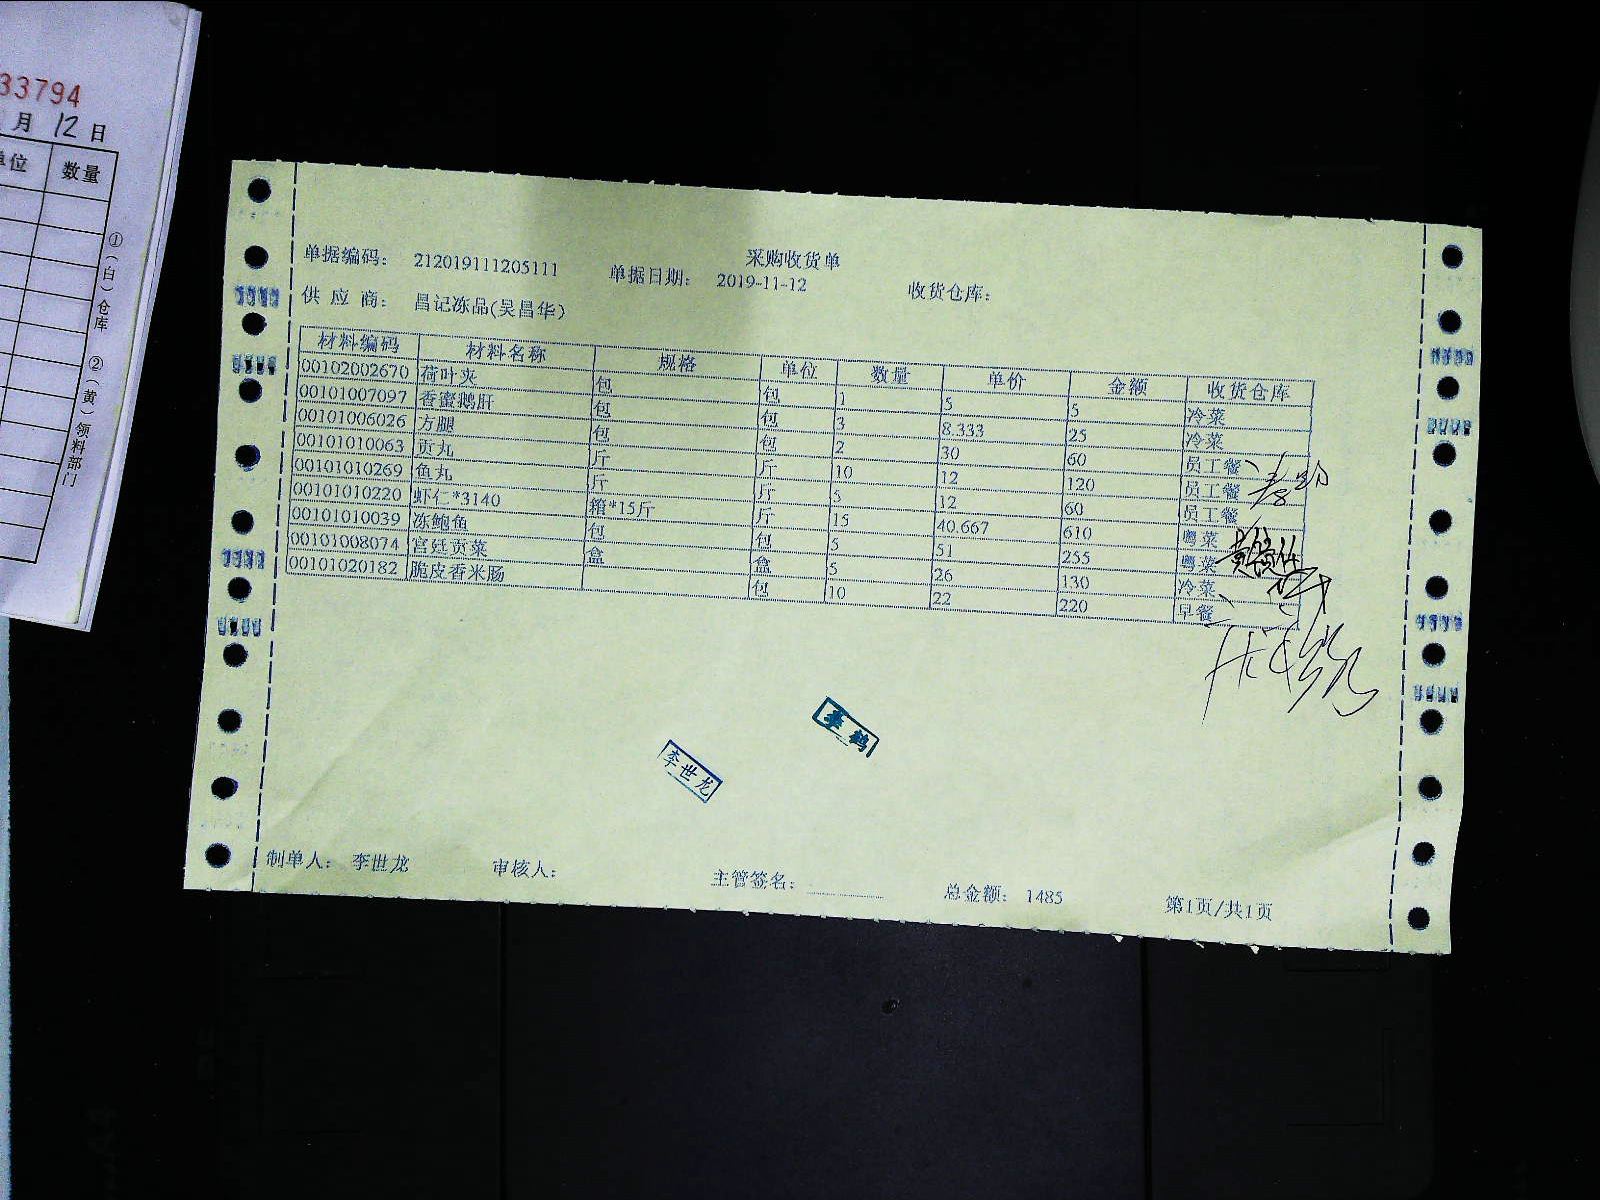 33794
月 12 日
单位 数量
①(白)仓库 ②(黄)领料部门
采购收货单
单据编码: 212019111205111 单据日期: 2019-11-12 收货仓库:
供 应 商: 昌记冻品(吴昌华)
材料编码 材料名称 规格 单位 数量 单价 金额 收货仓库
00102002670 荷叶夹 包 包 1 5 5 冷菜
00101007097 香蜜鹅肝 包 包 3 8.333 25 冷菜
00101006026 方腿 包 包 2 30 60 员工餐
00101010063 贡丸 斤 斤 10 12 120 员工餐
00101010269 鱼丸 斤 斤 5 12 60 员工餐
00101010220 虾仁*3140 箱*15斤 斤 15 40.667 610 粤菜
00101010039 冻鲍鱼 包 包 5 51 255 粤菜
00101008074 宫廷贡菜 盒 盒 5 26 130 冷菜
00101020182 脆皮香米肠 包 10 22 220 早餐
李鹤
李世龙
制单人: 李世龙 审核人: 主管签名: 总金额: 1485 第1页/共1页